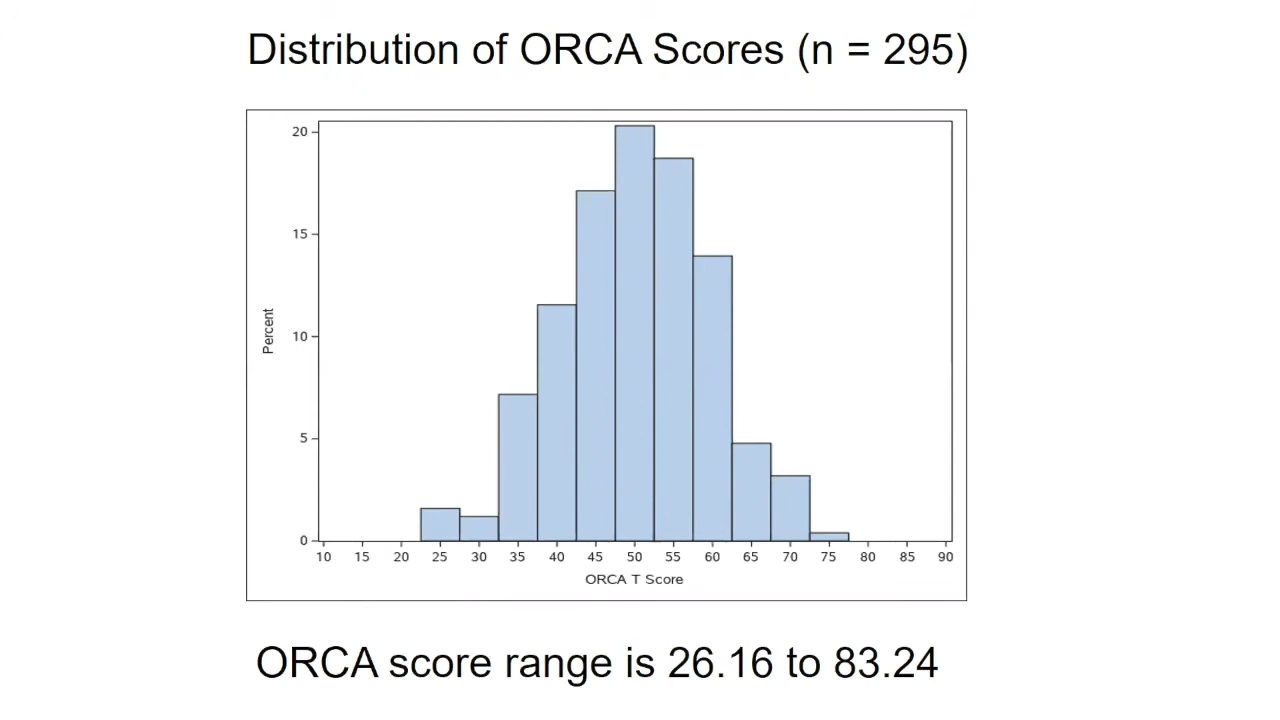 Distribution of ORCA Scores (n = 295)
20
15
10
5
0
Percent
10 15 20 25 30 35 40 45 50 55 60 65 70 75 80 85 90
ORCA T Score
ORCA score range is 26.16 to 83.24